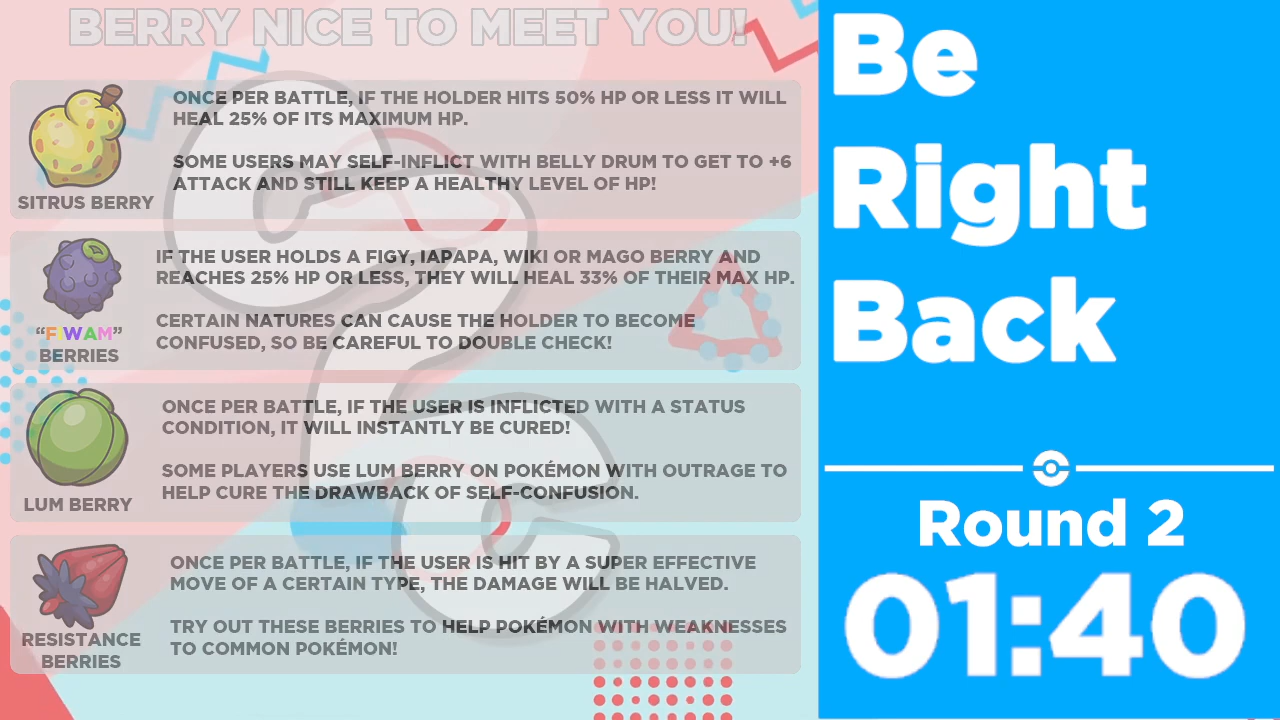 BERRY NICE TO MEET YOU!
ONCE PER BATTLE, IF THE HOLDER HITS 50% HP OR LESS IT WILL
HEAL 25% OF ITS MAXIMUM HP.
SOME USERS MAY SELF-INFLICT WITH BELLY DRUM TO GET TO +6
ATTACK AND STILL KEEP A HEALTHY LEVEL OF HP!
SITRUS BERRY
IF THE USER HOLDS A FIGY, IAPAPA, WIKI OR MAGO BERRY AND
REACHES 25% HP OR LESS, THEY WILL HEAL 33% OF THEIR MAX HP.
CERTAIN NATURES CAN CAUSE THE HOLDER TO BECOME
CONFUSED, SO BE CAREFUL TO DOUBLE CHECK!
“FIWAM”
BERRIES
ONCE PER BATTLE, IF THE USER IS INFLICTED WITH A STATUS
CONDITION, IT WILL INSTANTLY BE CURED!
SOME PLAYERS USE LUM BERRY ON POKÉMON WITH OUTRAGE TO
HELP CURE THE DRAWBACK OF SELF-CONFUSION.
LUM BERRY
ONCE PER BATTLE, IF THE USER IS HIT BY A SUPER EFFECTIVE
MOVE OF A CERTAIN TYPE, THE DAMAGE WILL BE HALVED.
TRY OUT THESE BERRIES TO HELP POKÉMON WITH WEAKNESSES
TO COMMON POKÉMON!
RESISTANCE
BERRIES
Be
Right
Back
Round 2
01:40